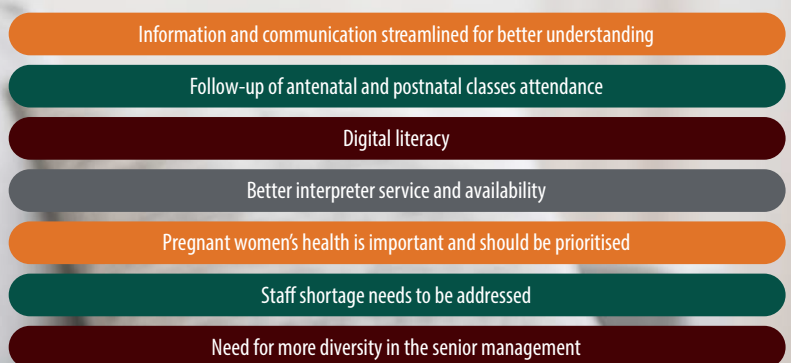 Information and communication streamlined for better understanding
Follow-up of antenatal and postnatal classes attendance
Digital literacy
Better interpreter service and availability
Pregnant women's health is important and should be prioritised
Staff shortage needs to be addressed
Need for more diversity in the senior management